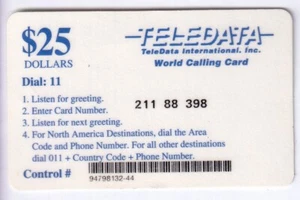 $25
DOLLARS
TELEDATA
TeleData International, Inc.
World Calling Card
Dial: 11
1. Listen for greeting.
2. Enter Card Number.
3. Listen for next greeting.
4. For North America Destinations, dial the Area
Code and Phone Number. For all other destinations
dial 011 + Country Code + Phone Number.
211 88 398
Control #
94798132-44